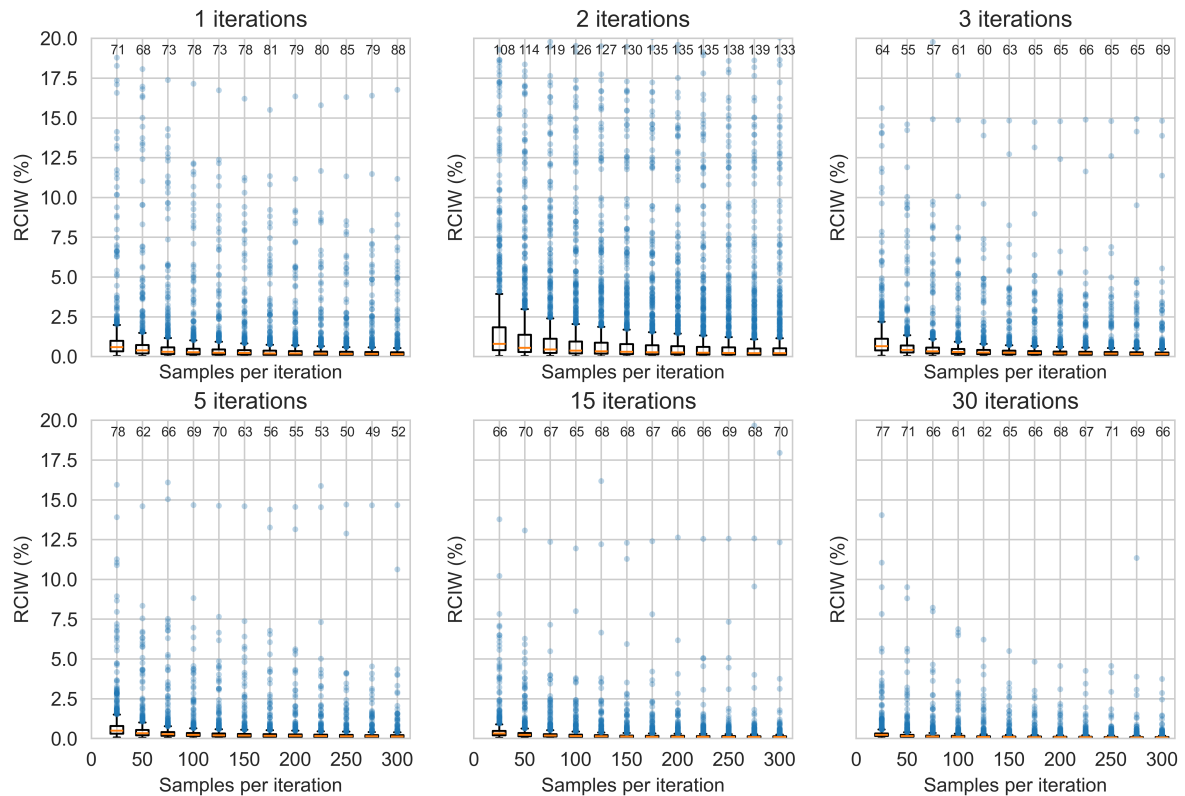 1 iterations
2 iterations
3 iterations
20.0
17.5
15.0
12.5
10.0
7.5
5.0
2.5
0.0
RCIW (%)
71 68 73 78 73 78 81 79 80 85 79 88
Samples per iteration
RCIW (%)
108 114 119 126 127 130 135 135 135 138 139 133
Samples per iteration
RCIW (%)
64 55 57 61 60 63 65 65 66 65 65 69
Samples per iteration
5 iterations
15 iterations
30 iterations
20.0
17.5
15.0
12.5
10.0
7.5
5.0
2.5
0.0
RCIW (%)
78 62 66 69 70 63 56 55 53 50 49 52
0 50 100 150 200 250 300
Samples per iteration
RCIW (%)
66 70 67 65 68 68 67 66 66 69 68 70
0 50 100 150 200 250 300
Samples per iteration
RCIW (%)
77 71 66 61 62 65 66 68 67 71 69 66
0 50 100 150 200 250 300
Samples per iteration